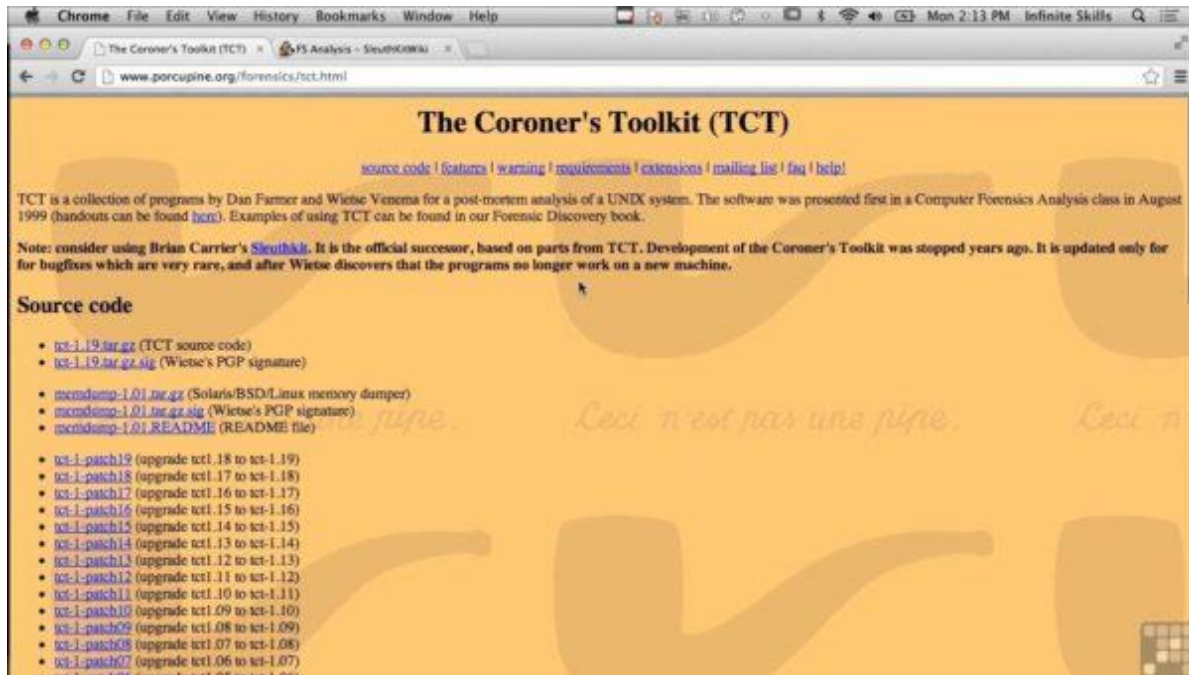 Chrome File Edit View History Bookmarks Window Help Mon 2:13 PM Infinite Skills
The Coroner's Toolkit (TCT) FS Analysis - SleuthKitWiki
www.porcupine.org/forensics/tct.html
The Coroner's Toolkit (TCT)
source code | features | warning | requirements | extensions | mailing list | faq | help!
TCT is a collection of programs by Dan Farmer and Wietse Venema for a post-mortem analysis of a UNIX system. The software was presented first in a Computer Forensics Analysis class in August
1999 (handouts can be found here). Examples of using TCT can be found in our Forensic Discovery book.
Note: consider using Brian Carrier's Sleuthkit. It is the official successor, based on parts from TCT. Development of the Coroner's Toolkit was stopped years ago. It is updated only for
for bugfixes which are very rare, and after Wietse discovers that the programs no longer work on a new machine.
Source code
tct-1.19.tar.gz (TCT source code)
tct-1.19.tar.gz.sig (Wietse's PGP signature)
memdump-1.01.tar.gz (Solaris/BSD/Linux memory dumper)
memdump-1.01.tar.gz.sig (Wietse's PGP signature)
memdump-1.01.README (README file)
pipe. Ceci n'est pas une pipe. Ceci n
tct-1-patch19 (upgrade tct1.18 to tct-1.19)
tct-1-patch18 (upgrade tct1.17 to tct-1.18)
tct-1-patch17 (upgrade tct1.16 to tct-1.17)
tct-1-patch16 (upgrade tct1.15 to tct-1.16)
tct-1-patch15 (upgrade tct1.14 to tct-1.15)
tct-1-patch14 (upgrade tct1.13 to tct-1.14)
tct-1-patch13 (upgrade tct1.12 to tct-1.13)
tct-1-patch12 (upgrade tct1.11 to tct-1.12)
tct-1-patch11 (upgrade tct1.10 to tct-1.11)
tct-1-patch10 (upgrade tct1.09 to tct-1.10)
tct-1-patch09 (upgrade tct1.08 to tct-1.09)
tct-1-patch08 (upgrade tct1.07 to tct-1.08)
tct-1-patch07 (upgrade tct1.06 to tct-1.07)